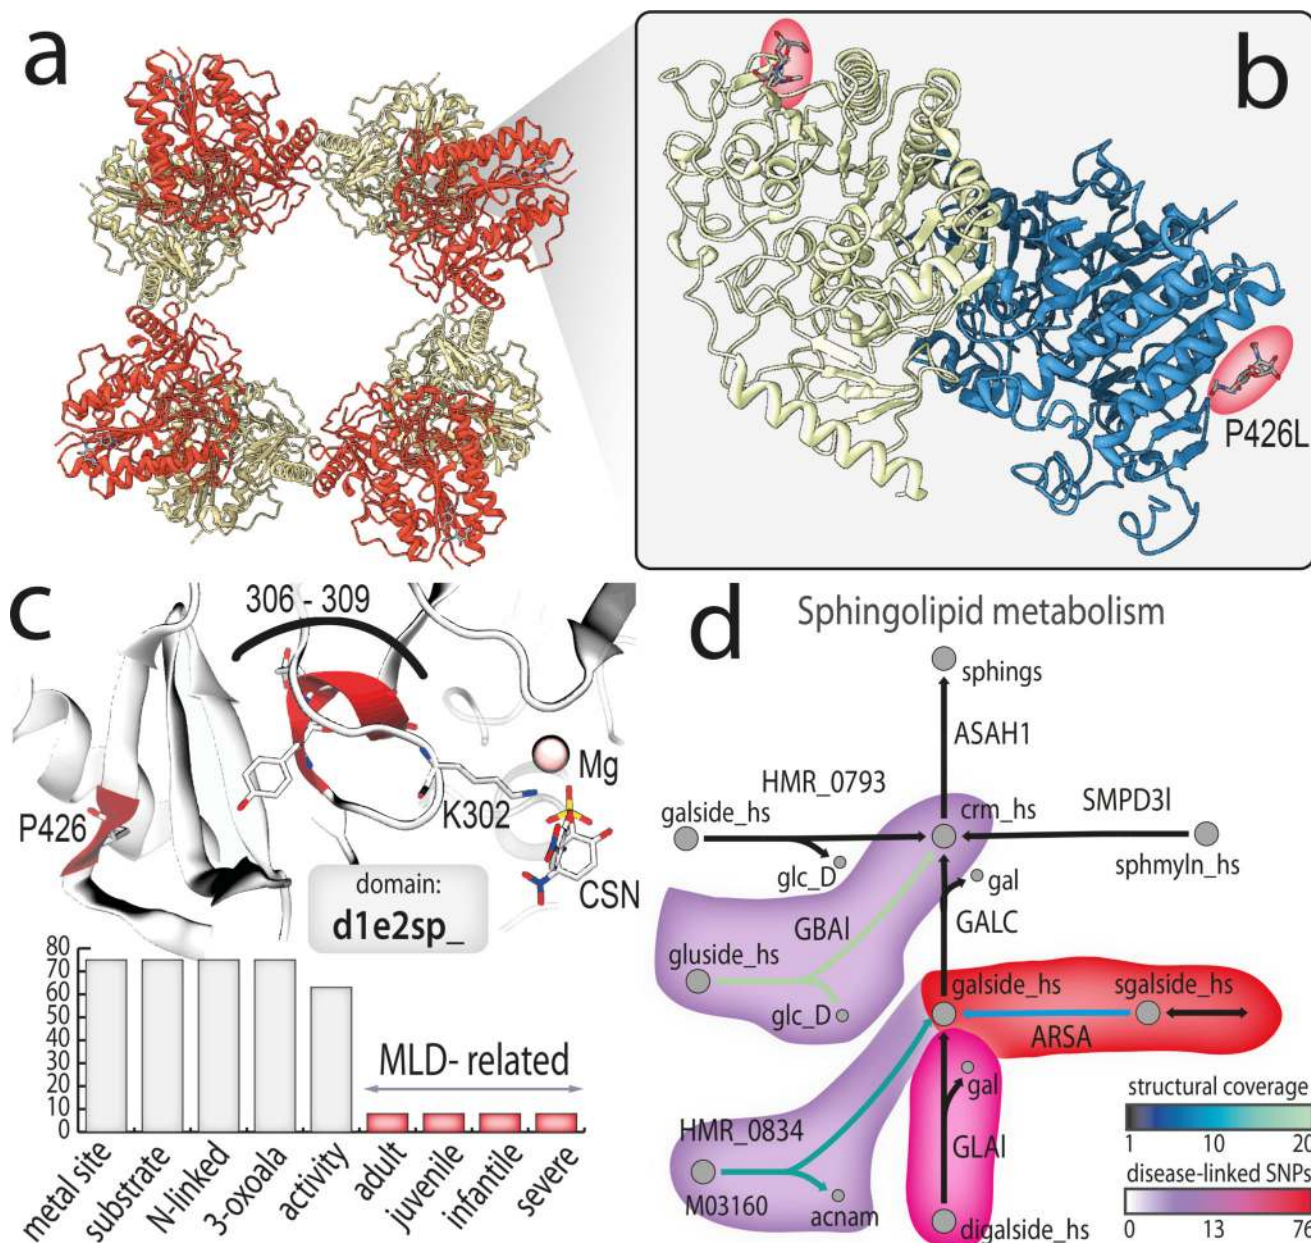 a
b
P426L
c
306 - 309
P426
K302
Mg
CSN
domain:
d1e2sp_
80
70
60
50
40
30
20
10
0
MLD- related
metal site
substrate
N-linked
3-oxoala
activity
adult
juvenile
infantile
severe
d
Sphingolipid metabolism
sphings
ASAH1
HMR_0793
galside_hs
crm_hs
SMPD3l
sphmyln_hs
glc_D
gal
GBAl
GALC
gluside_hs
glc_D
galside_hs
sgalside_hs
ARSA
gal
HMR_0834
GLAl
M03160
acnam
digalside_hs
structural coverage
1 10 20
disease-linked SNPs
0 13 76